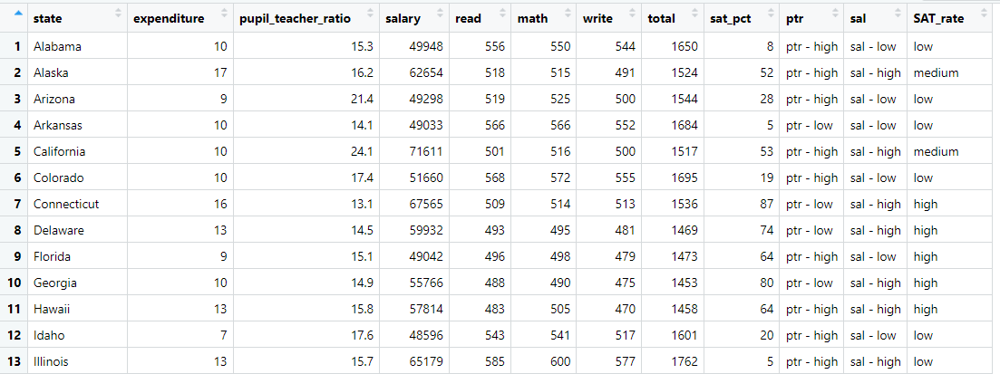 state expenditure pupil_teacher_ratio salary read math write total sat_pct ptr sal SAT_rate
1 Alabama 10 15.3 49948 556 550 544 1650 8 ptr - high sal - low low
2 Alaska 17 16.2 62654 518 515 491 1524 52 ptr - high sal - high medium
3 Arizona 9 21.4 49298 519 525 500 1544 28 ptr - high sal - low low
4 Arkansas 10 14.1 49033 566 566 552 1684 5 ptr - low sal - low low
5 California 10 24.1 71611 501 516 500 1517 53 ptr - high sal - high medium
6 Colorado 10 17.4 51660 568 572 555 1695 19 ptr - high sal - low low
7 Connecticut 16 13.1 67565 509 514 513 1536 87 ptr - low sal - high high
8 Delaware 13 14.5 59932 493 495 481 1469 74 ptr - low sal - high high
9 Florida 9 15.1 49042 496 498 479 1473 64 ptr - high sal - low high
10 Georgia 10 14.9 55766 488 490 475 1453 80 ptr - low sal - high high
11 Hawaii 13 15.8 57814 483 505 470 1458 64 ptr - high sal - high high
12 Idaho 7 17.6 48596 543 541 517 1601 20 ptr - high sal - low low
13 Illinois 13 15.7 65179 585 600 577 1762 5 ptr - high sal - high low